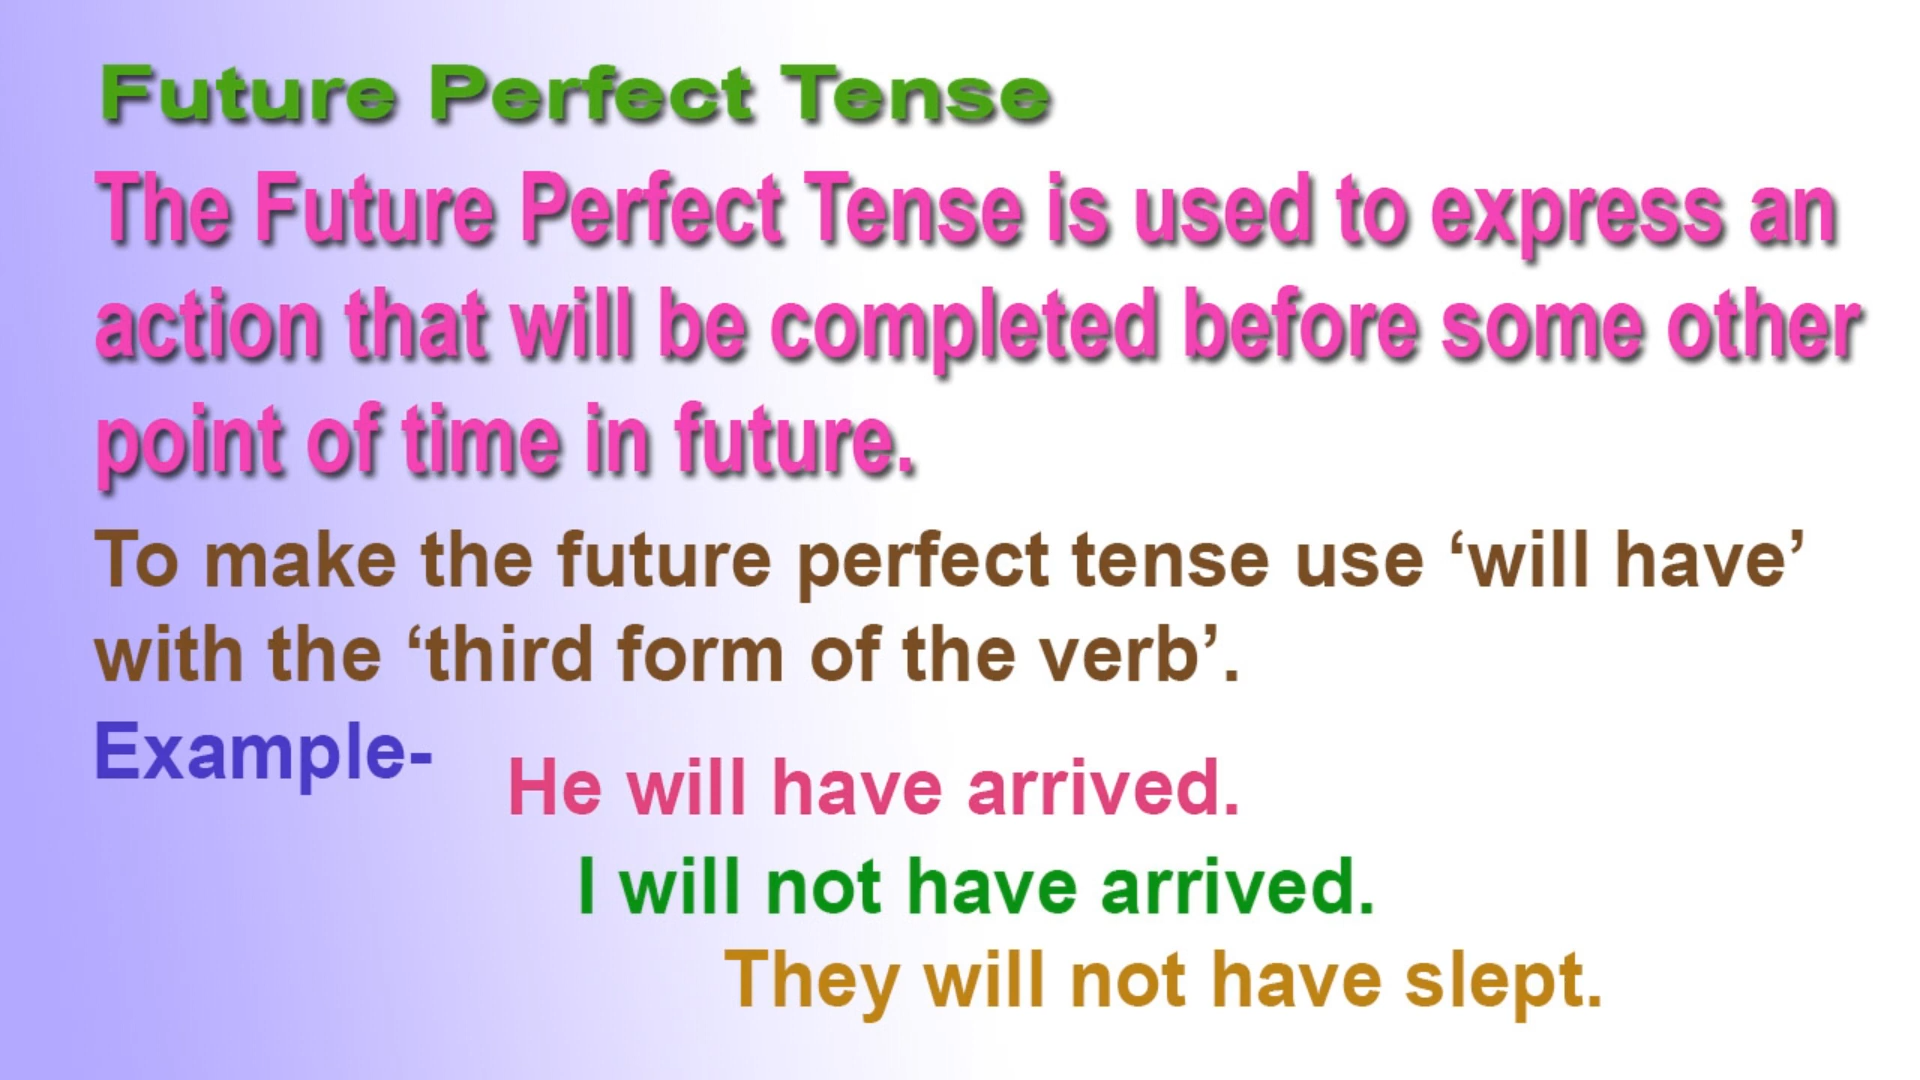 Future Perfect Tense
The Future Perfect Tense is used to express an
action that will be completed before some other
point of time in future.
To make the future perfect tense use ‘will have’
with the ‘third form of the verb’.
Example-
He will have arrived.
I will not have arrived.
They will not have slept.